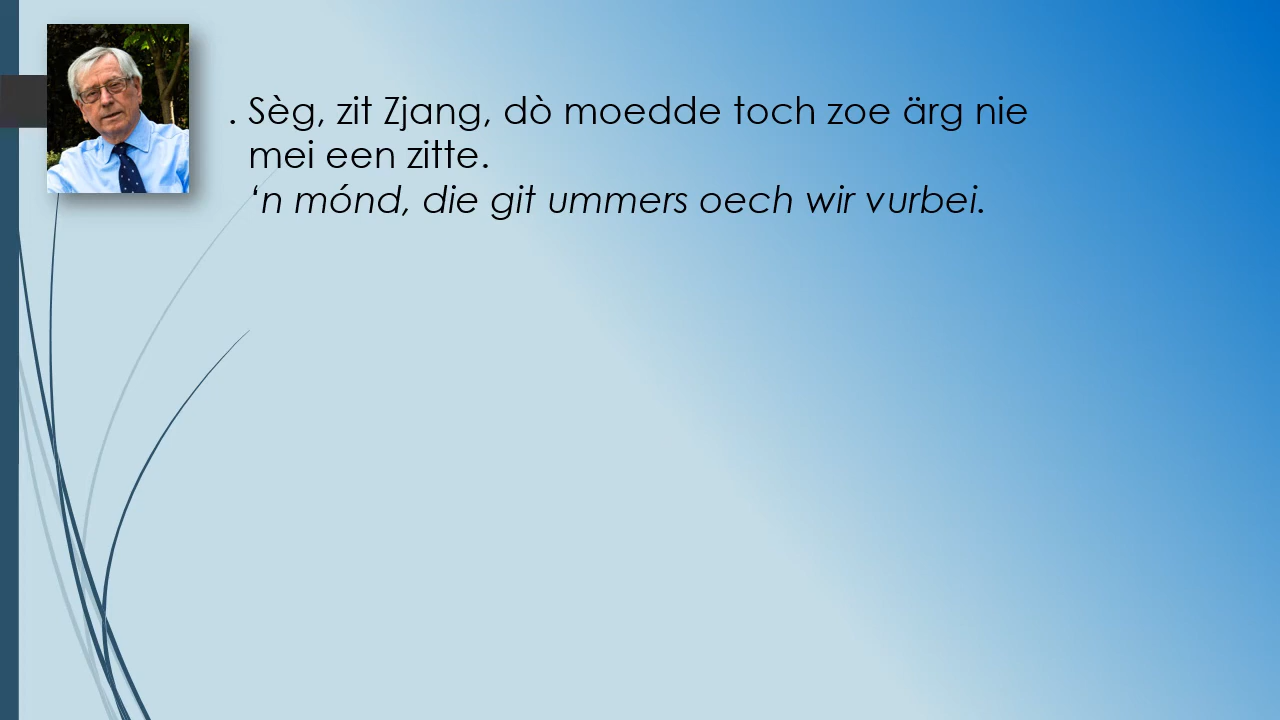 . Sèg, zit Zjang, dò moedde toch zoe ärg nie
mei een zitte.
‘n mónd, die git ummers oech wir vurbei.